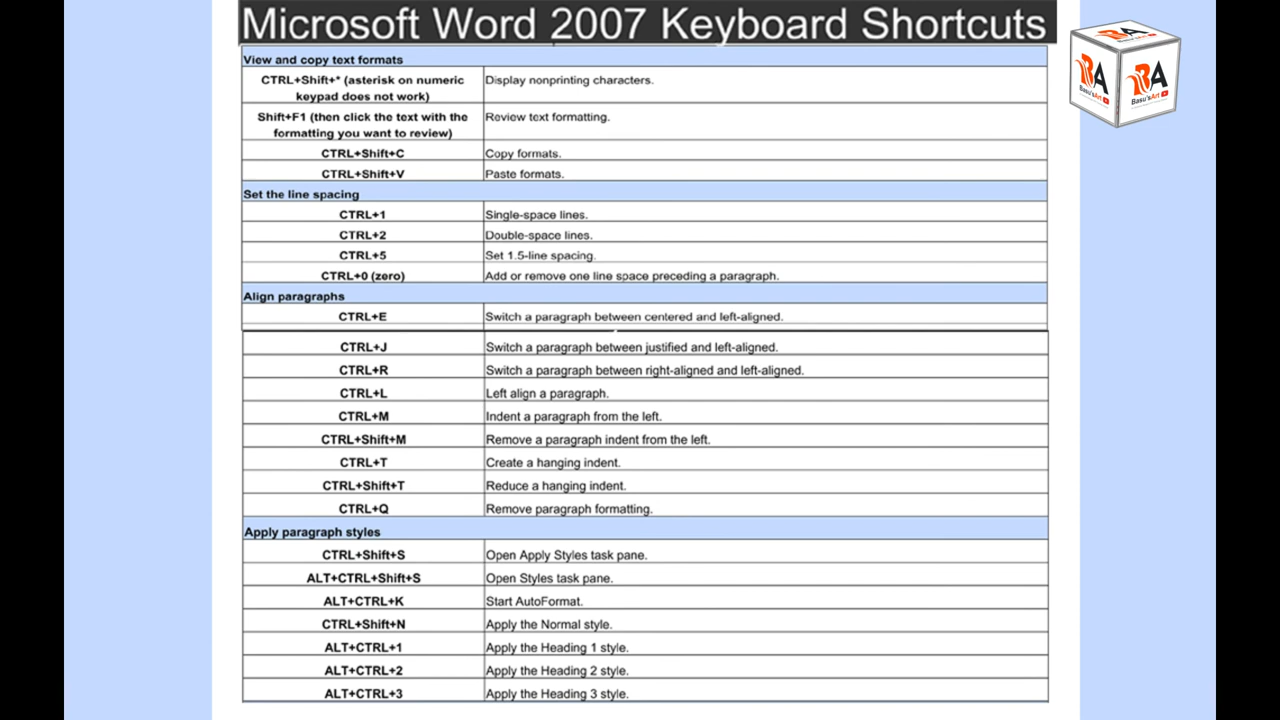 Microsoft Word 2007 Keyboard Shortcuts
BA
BA
Basu'sArt
BA
Basu'sArt
View and copy text formats
CTRL+Shift+* (asterisk on numeric
keypad does not work)
Display nonprinting characters.
Shift+F1 (then click the text with the
formatting you want to review)
Review text formatting.
CTRL+Shift+C Copy formats.
CTRL+Shift+V Paste formats.
Set the line spacing
CTRL+1 Single-space lines.
CTRL+2 Double-space lines.
CTRL+5 Set 1.5-line spacing.
CTRL+0 (zero) Add or remove one line space preceding a paragraph.
Align paragraphs
CTRL+E Switch a paragraph between centered and left-aligned.
CTRL+J Switch a paragraph between justified and left-aligned.
CTRL+R Switch a paragraph between right-aligned and left-aligned.
CTRL+L Left align a paragraph.
CTRL+M Indent a paragraph from the left.
CTRL+Shift+M Remove a paragraph indent from the left.
CTRL+T Create a hanging indent.
CTRL+Shift+T Reduce a hanging indent.
CTRL+Q Remove paragraph formatting.
Apply paragraph styles
CTRL+Shift+S Open Apply Styles task pane.
ALT+CTRL+Shift+S Open Styles task pane.
ALT+CTRL+K Start AutoFormat.
CTRL+Shift+N Apply the Normal style.
ALT+CTRL+1 Apply the Heading 1 style.
ALT+CTRL+2 Apply the Heading 2 style.
ALT+CTRL+3 Apply the Heading 3 style.